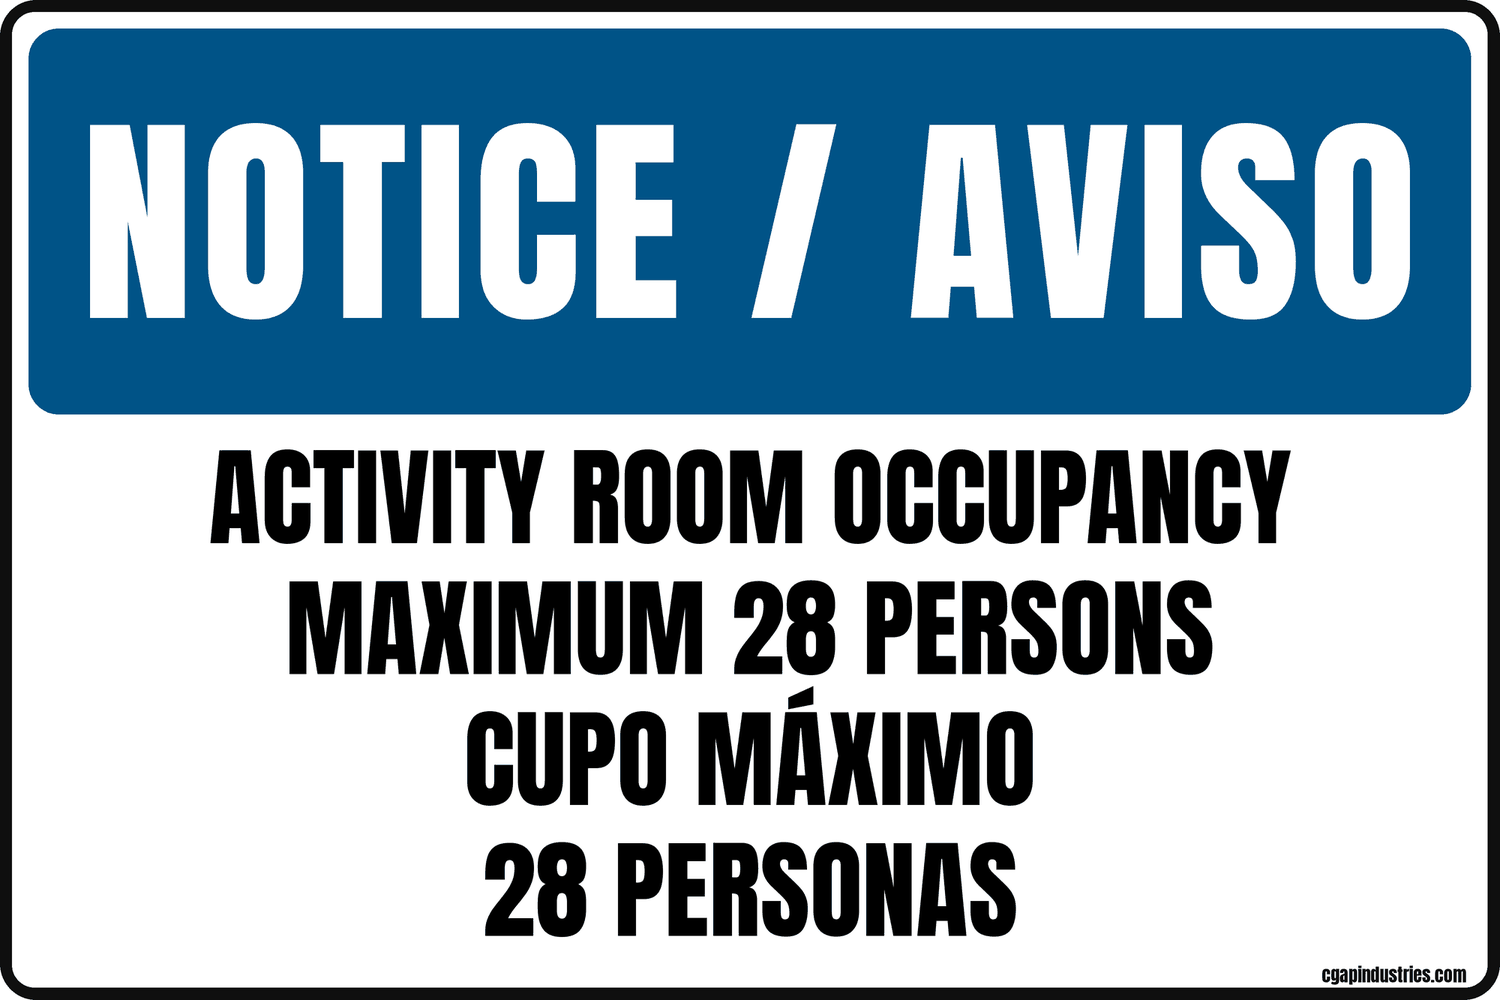 NOTICE / AVISO
ACTIVITY ROOM OCCUPANCY
MAXIMUM 28 PERSONS
CUPO MÁXIMO
28 PERSONAS
cgapindustries.com